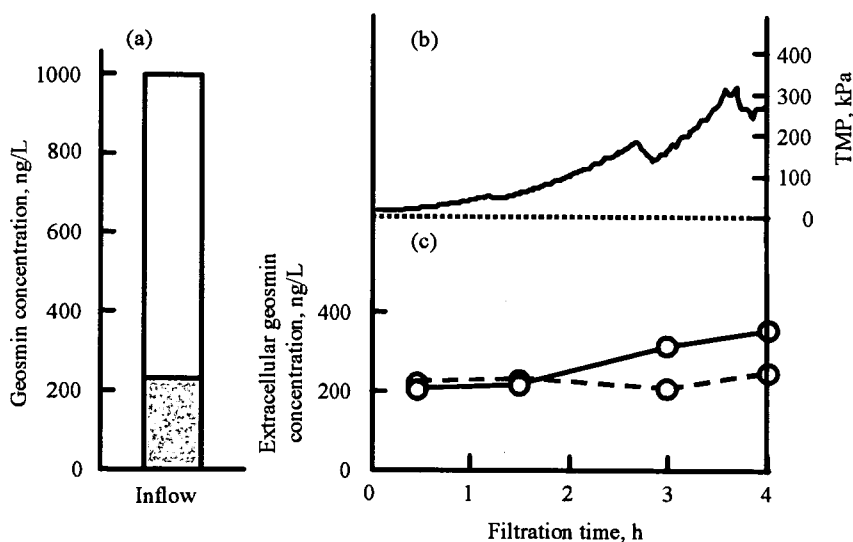 (a)
1000
800
600
400
200
0
Geosmin concentration, ng/L
Inflow
(b)
400
300
200
100
0
TMP, kPa
(c)
400
200
0
Extracellular geosmin
concentration, ng/L
0
1
2
3
4
Filtration time, h